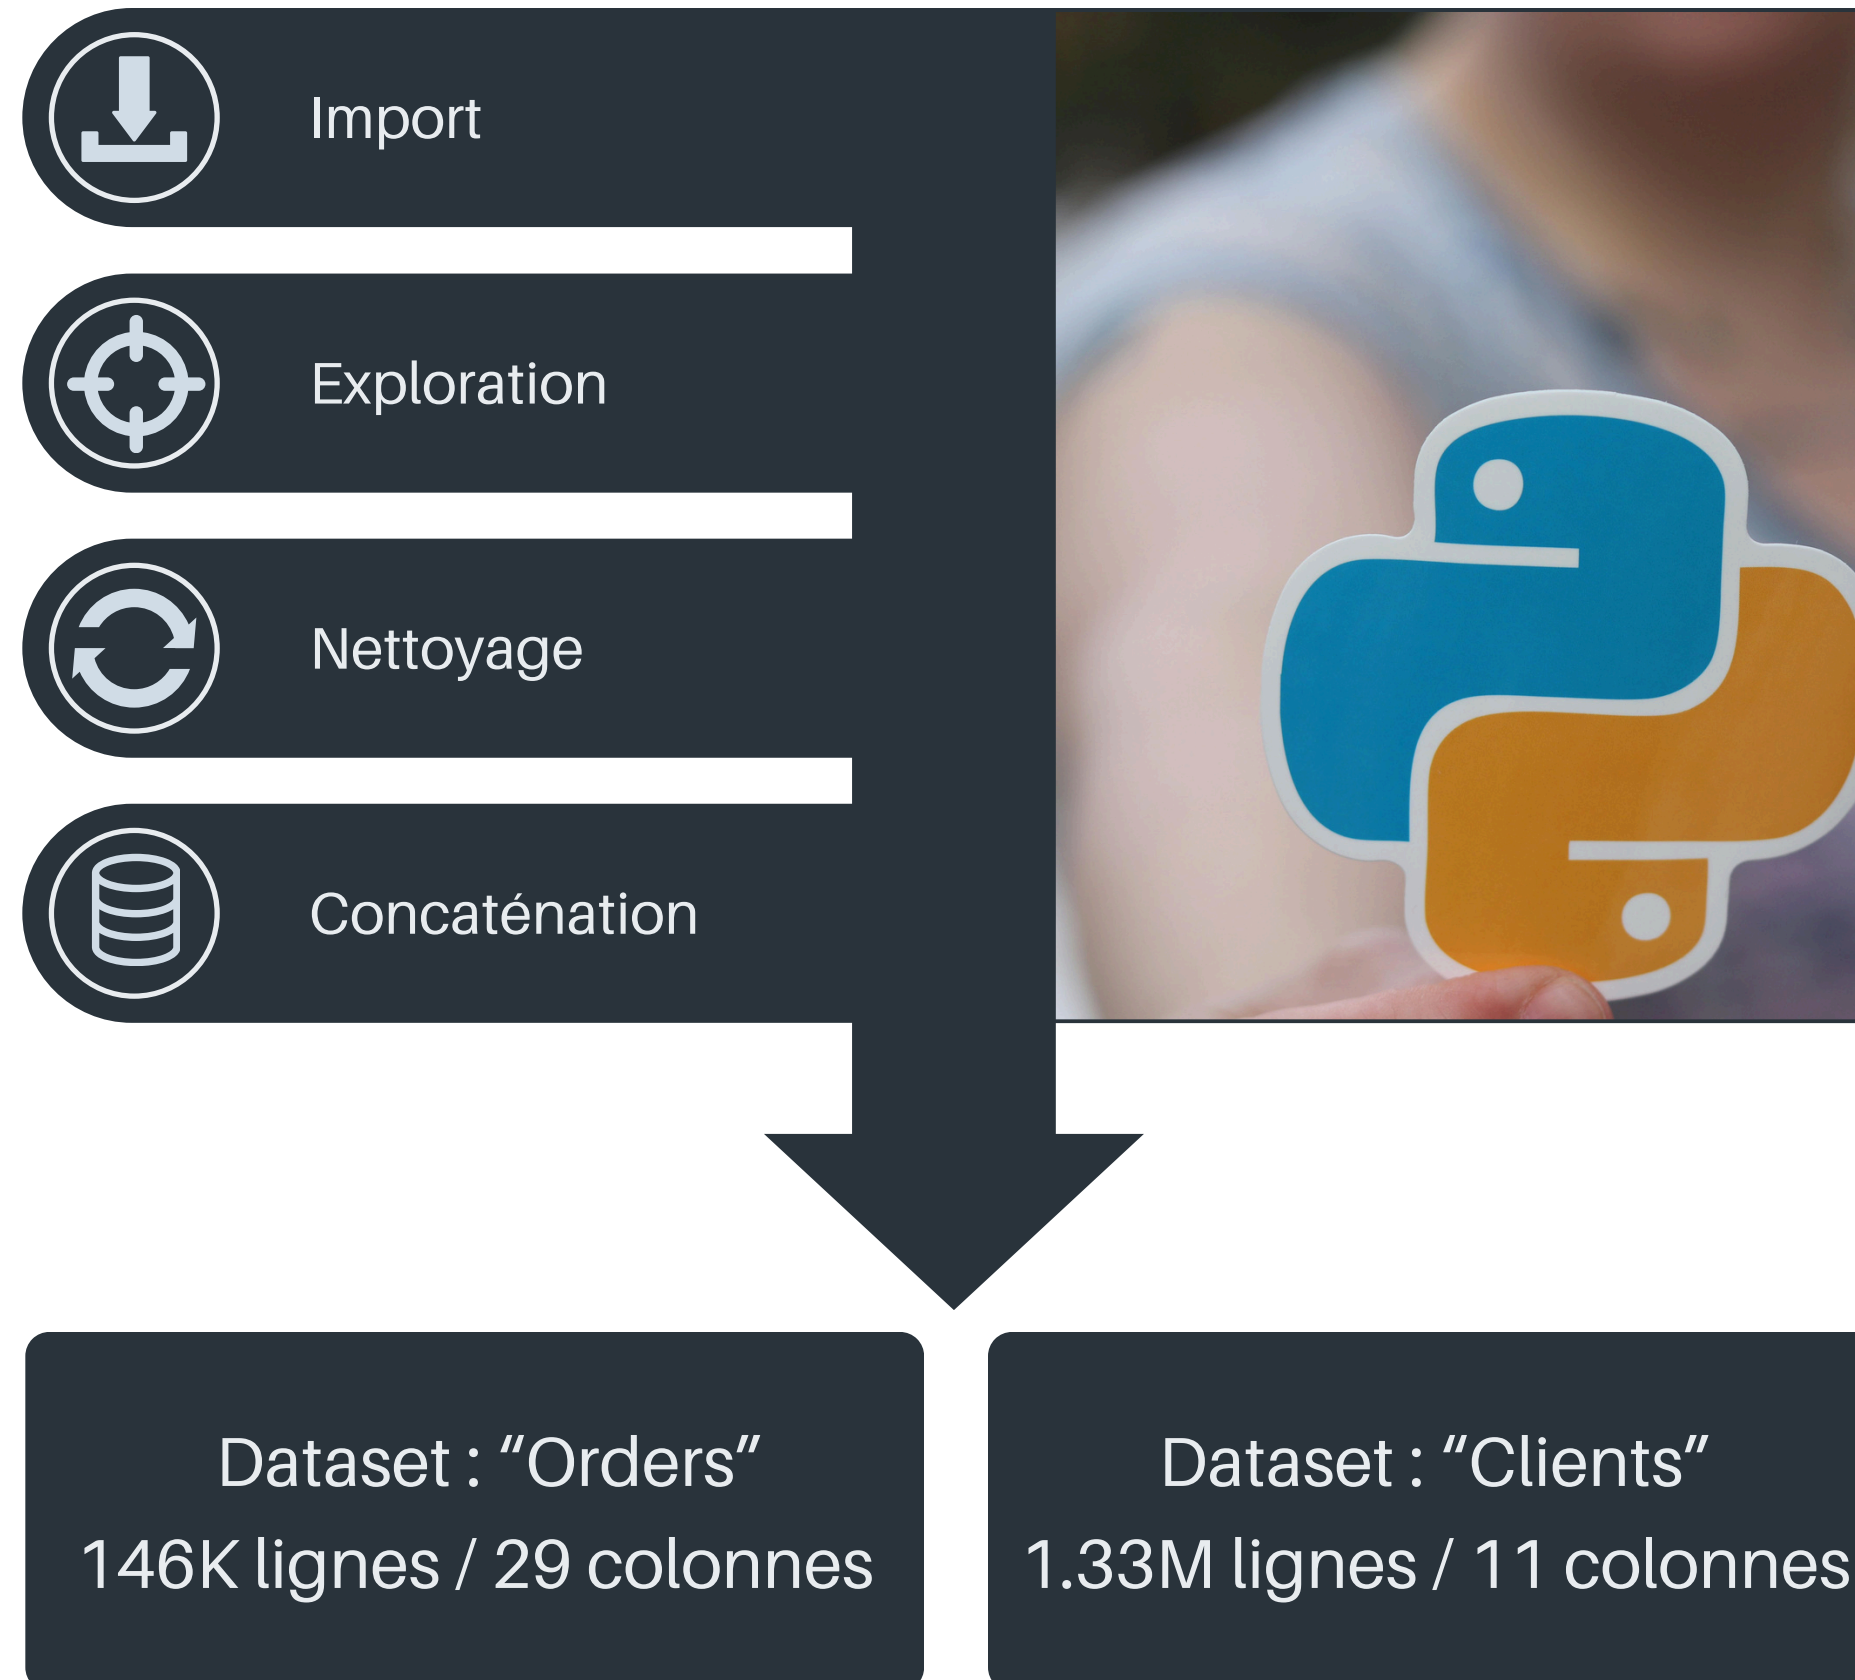 Import
Exploration
Nettoyage
Concaténation
Dataset : “Orders”
146K lignes / 29 colonnes
Dataset : “Clients”
1.33M lignes / 11 colonnes